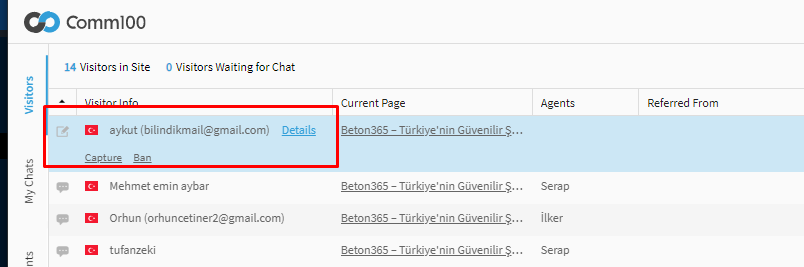 Comm100
14 Visitors in Site 0 Visitors Waiting for Chat
Visitors
Visitor Info Current Page Agents Referred From
aykut (bilindikmail@gmail.com) Details Beton365 – Türkiye'nin Güvenilir Ş...
Capture Ban
My Chats
Mehmet emin aybar Beton365 – Türkiye'nin Güvenilir Ş... Serap
Orhun (orhuncetiner2@gmail.com) Beton365 – Türkiye'nin Güvenilir Ş... İlker
tufanzeki Beton365 – Türkiye'nin Güvenilir Ş... Serap